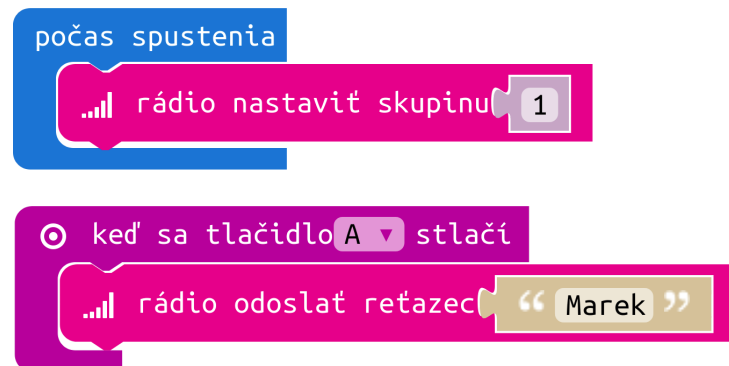 počas spustenia
rádio nastaviť skupinu 1
keď sa tlačidlo A ▼ stlačí
rádio odoslať reťazec “ Marek ”